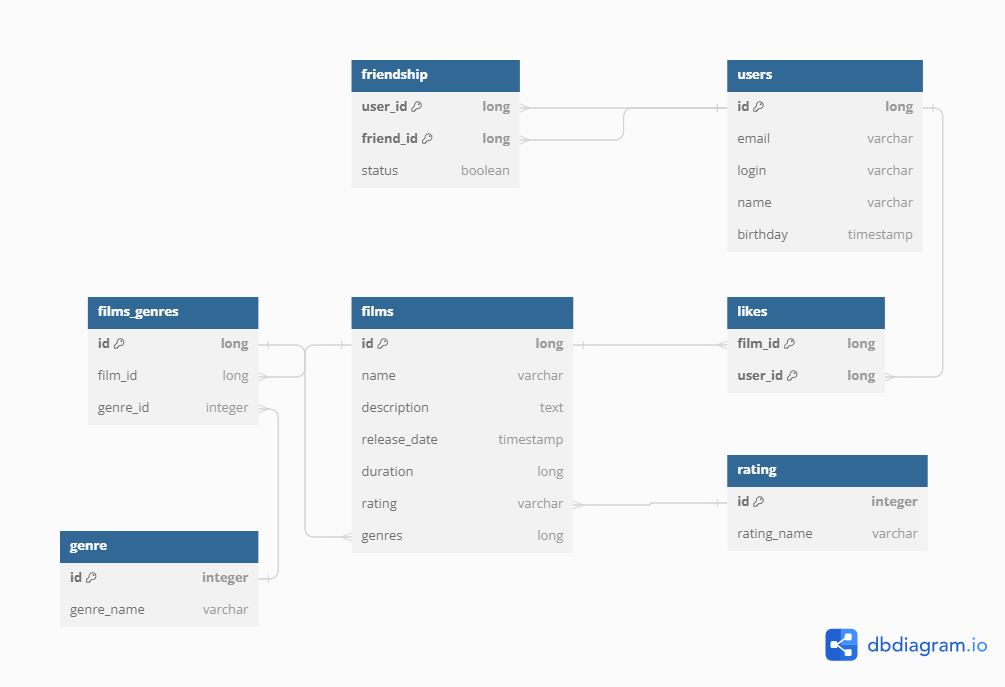 friendship
user_id long
friend_id long
status boolean
users
id long
email varchar
login varchar
name varchar
birthday timestamp
films_genres
id long
film_id long
genre_id integer
films
id long
name varchar
description text
release_date timestamp
duration long
rating varchar
genres long
likes
film_id long
user_id long
rating
id integer
rating_name varchar
genre
id integer
genre_name varchar
dbdiagram.io